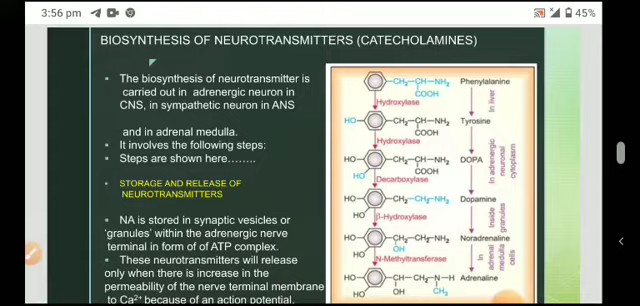 3:56 pm
45%
BIOSYNTHESIS OF NEUROTRANSMITTERS (CATECHOLAMINES)
The biosynthesis of neurotransmitter is
carried out in adrenergic neuron in
CNS, in sympathetic neuron in ANS
and in adrenal medulla.
It involves the following steps:
Steps are shown here........
STORAGE AND RELEASE OF
NEUROTRANSMITTERS
NA is stored in synaptic vesicles or
'granules' within the adrenergic nerve
terminal in form of of ATP complex.
These neurotransmitters will release
only when there is increase in the
permeability of the nerve terminal membrane
to Ca²⁺ because of an action potential.
CH₂—CH—NH₂ Phenylalanine
COOH
Hydroxylase
In liver
HO CH₂—CH—NH₂ Tyrosine
COOH
Hydroxylase
HO CH₂—CH—NH₂ DOPA
HO COOH
Decarboxylase
In adrenergic neuronal cytoplasm
HO CH₂—CH₂—NH₂ Dopamine
HO
β-Hydroxylase
Inside granules
HO CH—CH₂—NH₂ Noradrenaline
HO OH
N-Methyltransferase
In adrenal medulla cells
HO CH—CH₂—N—H Adrenaline
HO OH CH₃